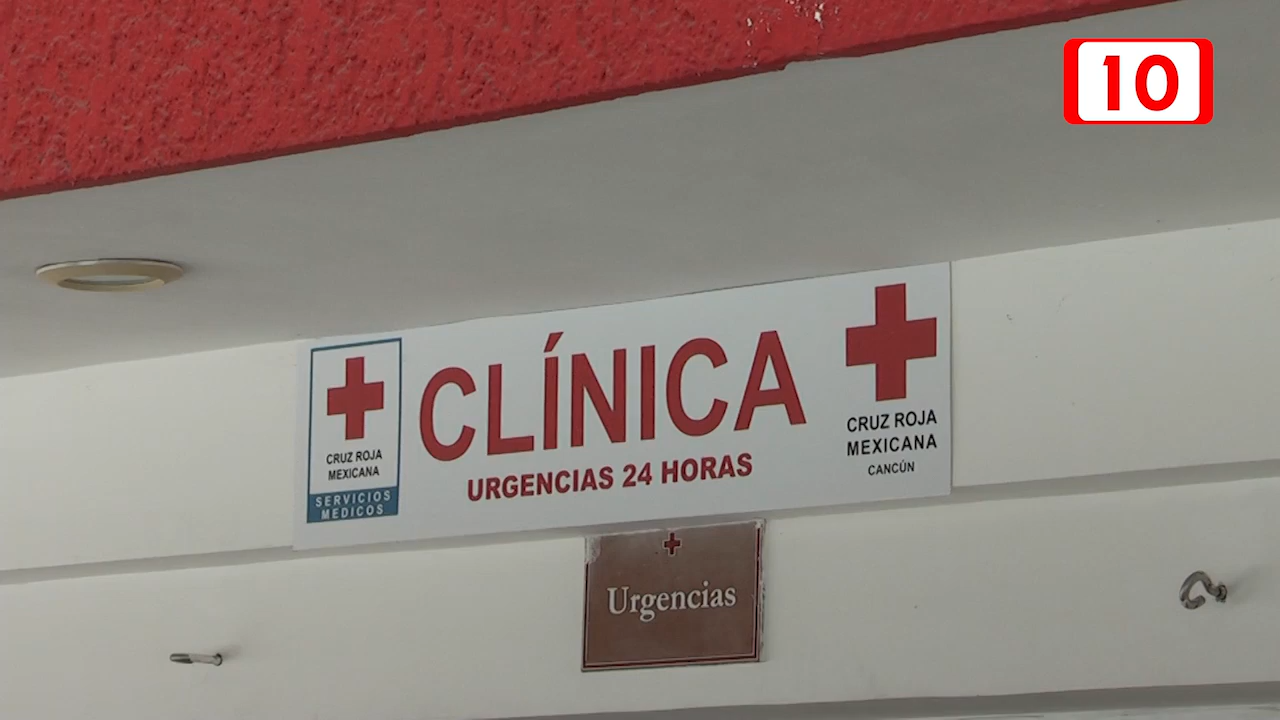 10
CLÍNICA
URGENCIAS 24 HORAS
CRUZ ROJA
MEXICANA
SERVICIOS
MEDICOS
CRUZ ROJA
MEXICANA
CANCÚN
Urgencias